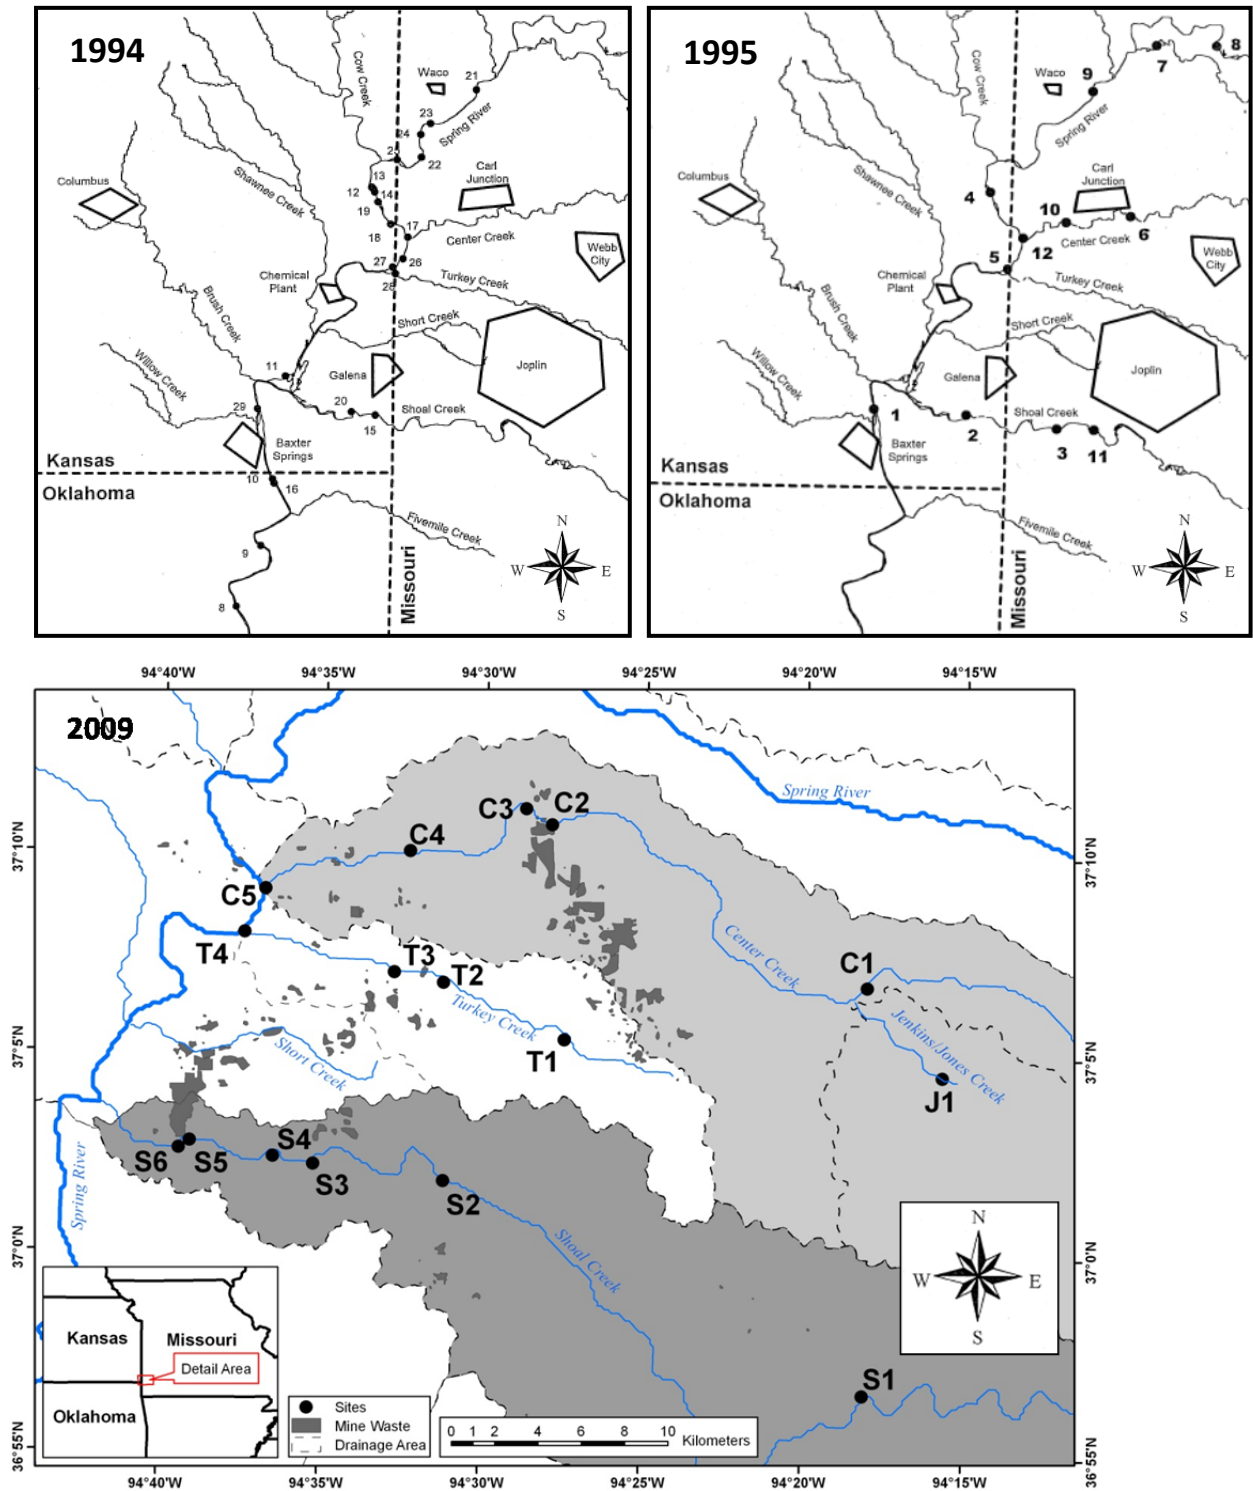 1994
Cow Creek
Waco
21
23
24
Spring River
2
22
Columbus
Shawnee Creek
13
12
14
19
Carl
Junction
18
17
Center Creek
Webb
City
27
26
28
Turkey Creek
Chemical
Plant
Brush Creek
Short Creek
Willow Creek
11
Galena
Joplin
29
20
15
Shoal Creek
Baxter
Springs
Kansas
Oklahoma
10
16
Fivemile Creek
9
8
Missouri
N
W
E
S
1995
Cow Creek
Waco
9
7
8
Spring River
Columbus
Shawnee Creek
4
Carl
Junction
10
6
12
Center Creek
Webb
City
5
Turkey Creek
Chemical
Plant
Brush Creek
Short Creek
Willow Creek
Galena
Joplin
1
2
Shoal Creek
3
11
Baxter
Springs
Kansas
Oklahoma
Fivemile Creek
Missouri
N
W
E
S
94°40'W
94°35'W
94°30'W
94°25'W
94°20'W
94°15'W
2009
Spring River
C3
C2
C4
37°10'N
37°10'N
C5
T4
T3
T2
Center Creek
C1
Turkey Creek
T1
Jenkins/Jones Creek
J1
37°5'N
37°5'N
Short Creek
S6
S5
S4
S3
S2
Spring River
Shoal Creek
37°0'N
37°0'N
N
W
E
S
Kansas
Missouri
Detail Area
Oklahoma
S1
Sites
Mine Waste
Drainage Area
0 1 2 4 6 8 10
Kilometers
36°55'N
36°55'N
94°40'W
94°35'W
94°30'W
94°25'W
94°20'W
94°15'W